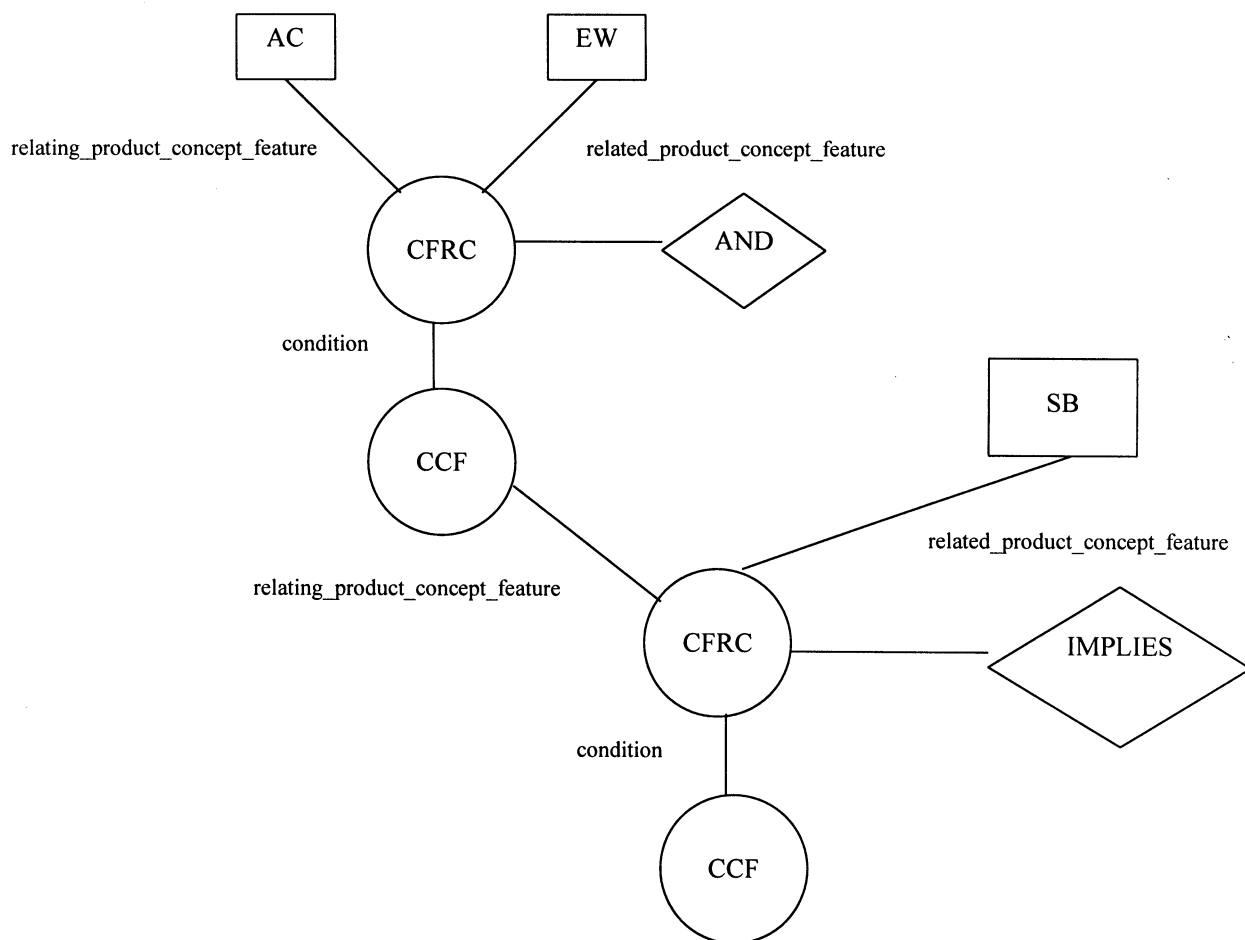 AC
EW
relating_product_concept_feature
related_product_concept_feature
AND
CFRC
condition
SB
CCF
related_product_concept_feature
relating_product_concept_feature
CFRC
IMPLIES
condition
CCF